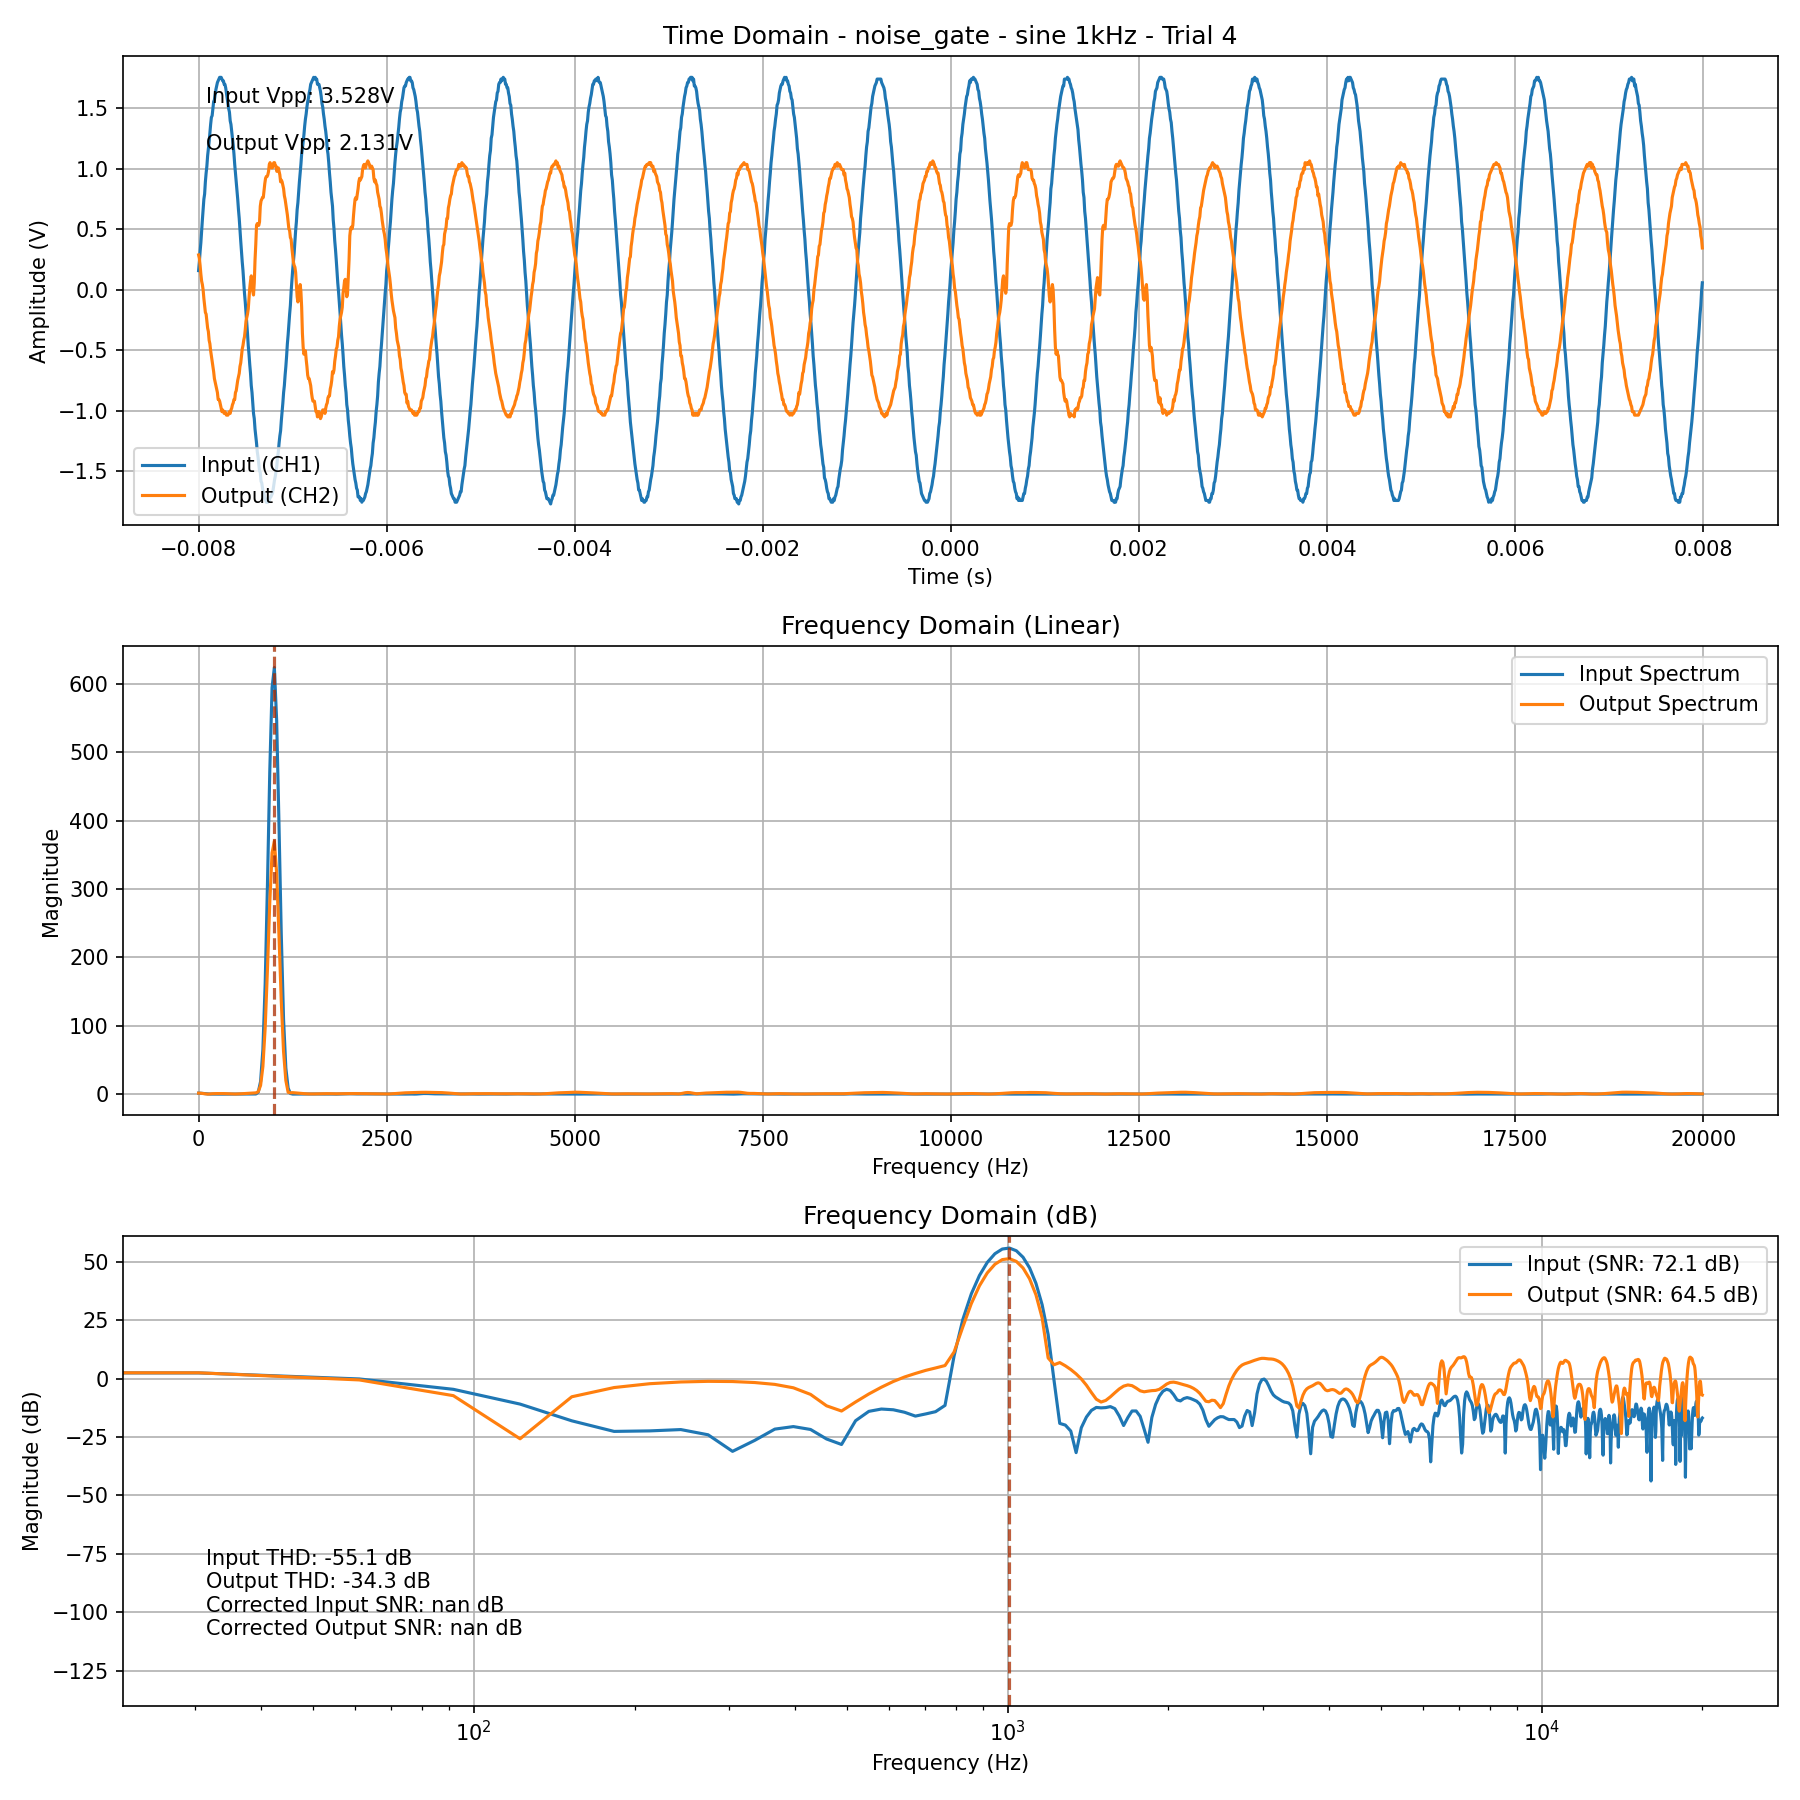 Time Domain - noise_gate - sine 1kHz - Trial 4
Input Vpp: 3.528V
Output Vpp: 2.131V
1.5
1.0
0.5
0.0
−0.5
−1.0
−1.5
Amplitude (V)
Input (CH1)
Output (CH2)
−0.008 −0.006 −0.004 −0.002 0.000 0.002 0.004 0.006 0.008
Time (s)
Frequency Domain (Linear)
Input Spectrum
Output Spectrum
600
500
400
300
200
100
0
Magnitude
0 2500 5000 7500 10000 12500 15000 17500 20000
Frequency (Hz)
Frequency Domain (dB)
Input (SNR: 72.1 dB)
Output (SNR: 64.5 dB)
50
25
0
−25
−50
−75
−100
−125
Magnitude (dB)
Input THD: -55.1 dB
Output THD: -34.3 dB
Corrected Input SNR: nan dB
Corrected Output SNR: nan dB
10² 10³ 10⁴
Frequency (Hz)